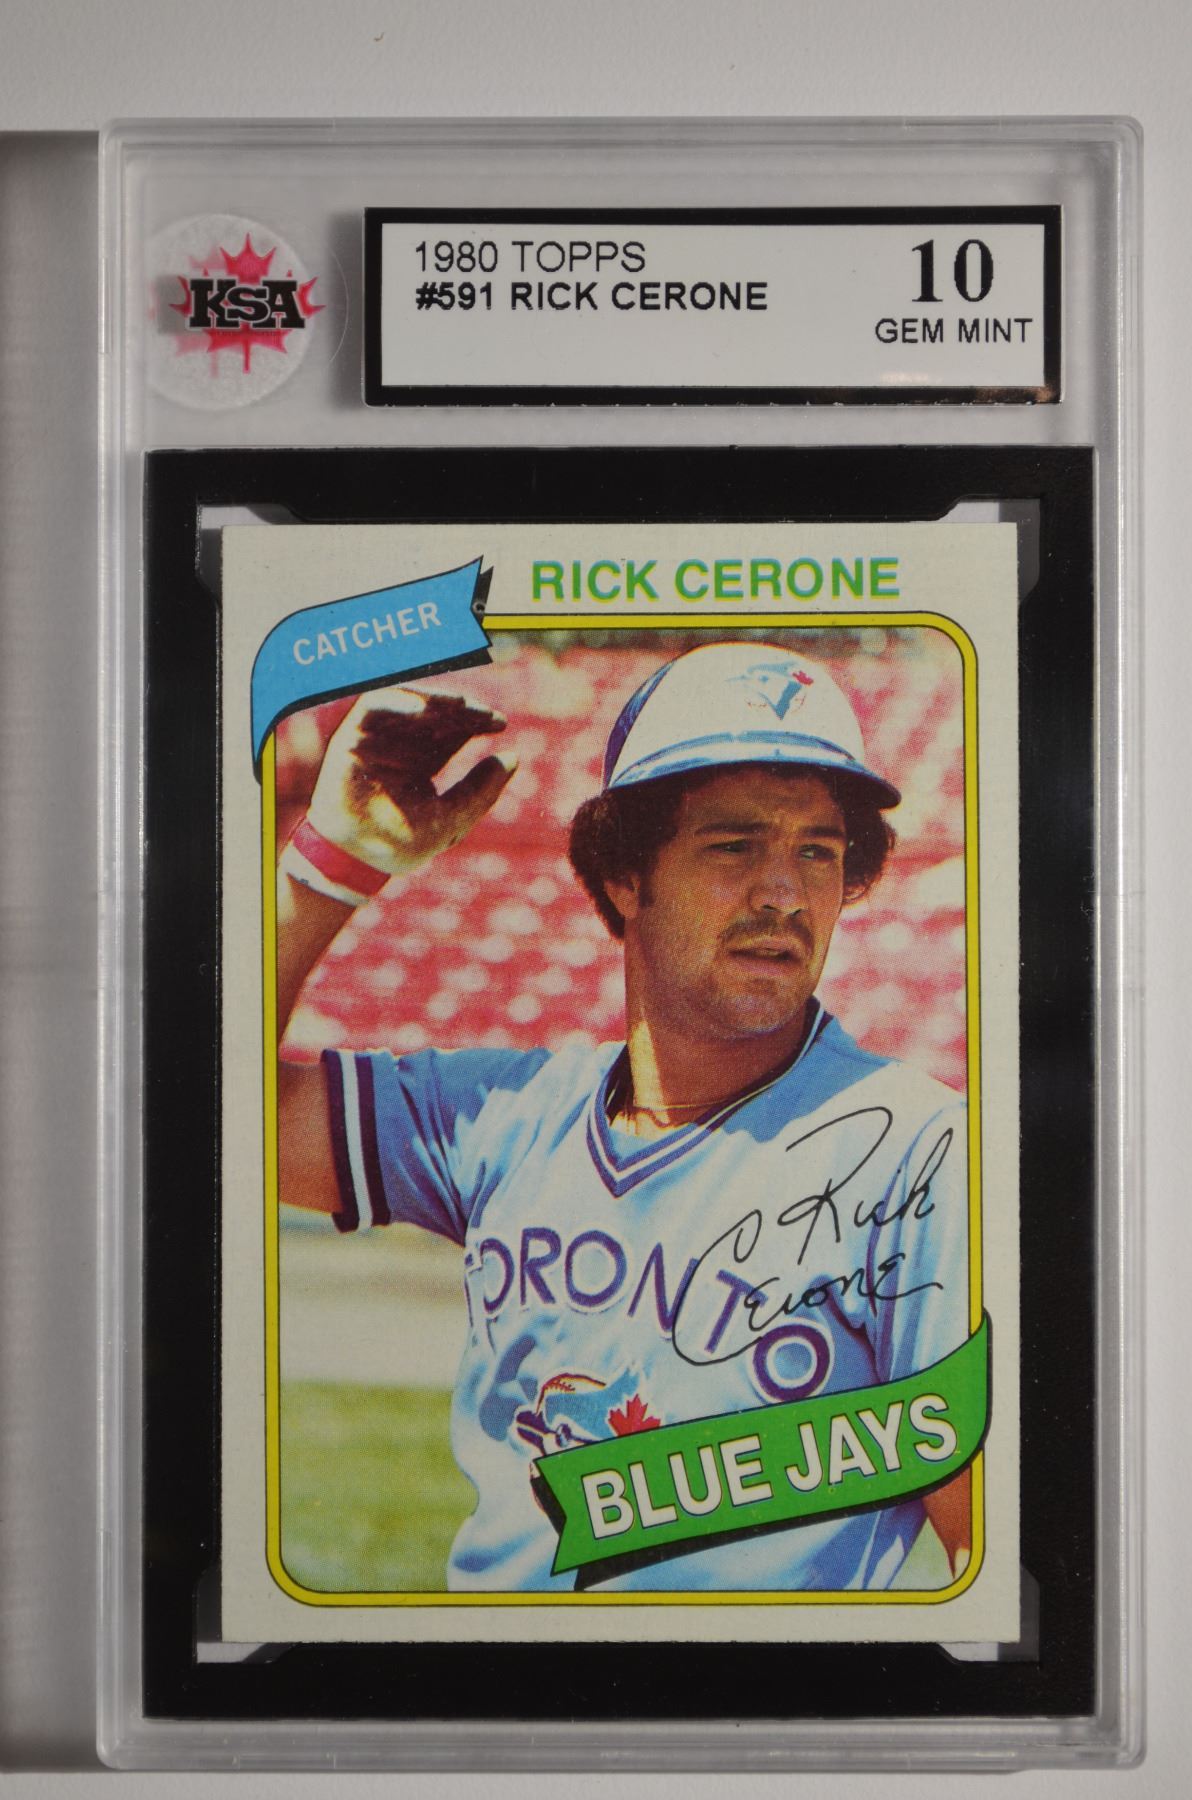 KSA
1980 TOPPS
#591 RICK CERONE
10
GEM MINT
RICK CERONE
CATCHER
TORONTO
Rick
Cerone
BLUE JAYS